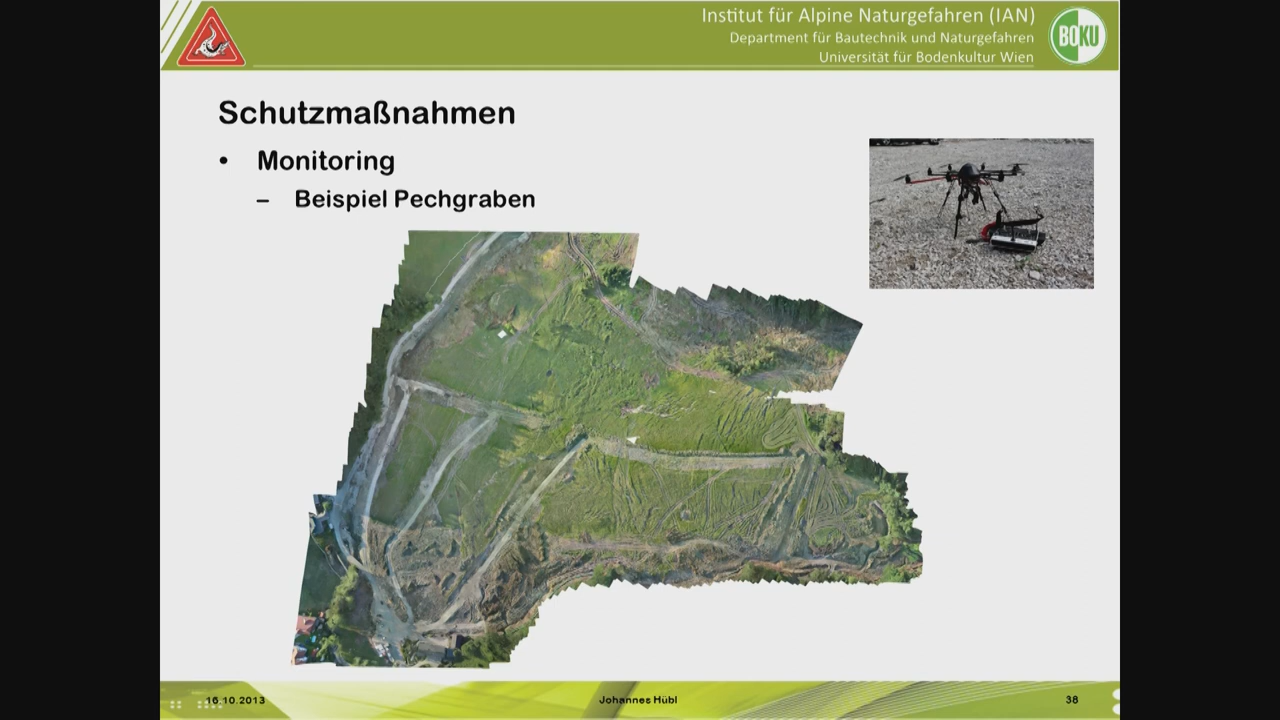 Institut für Alpine Naturgefahren (IAN)
Department für Bautechnik und Naturgefahren
Universität für Bodenkultur Wien
BOKU
Schutzmaßnahmen
• Monitoring
– Beispiel Pechgraben
16.10.2013
Johannes Hübl
38